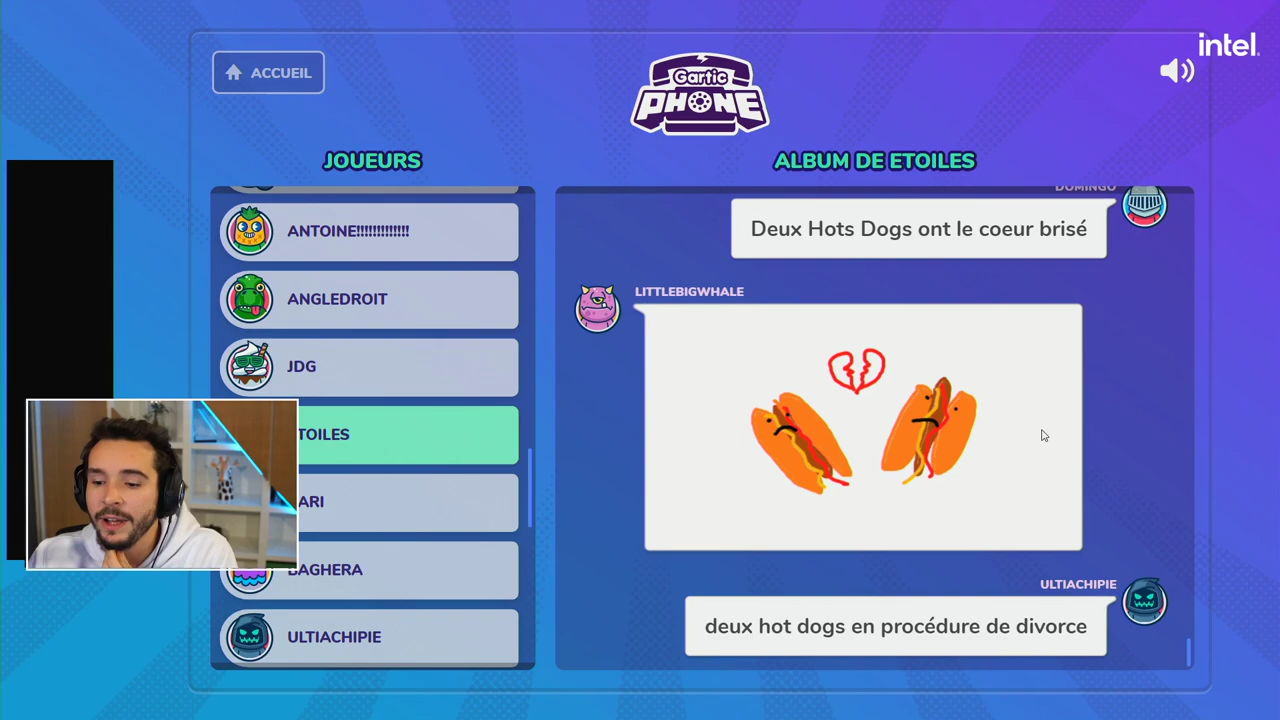 intel.
ACCUEIL
Gartic
PHONE
JOUEURS
ALBUM DE ETOILES
ANTOINE!!!!!!!!!!!!!
ANGLEDROIT
JDG
TOILES
ARI
BAGHERA
ULTIACHIPIE
DOMINGO
Deux Hots Dogs ont le coeur brisé
LITTLEBIGWHALE
ULTIACHIPIE
deux hot dogs en procédure de divorce